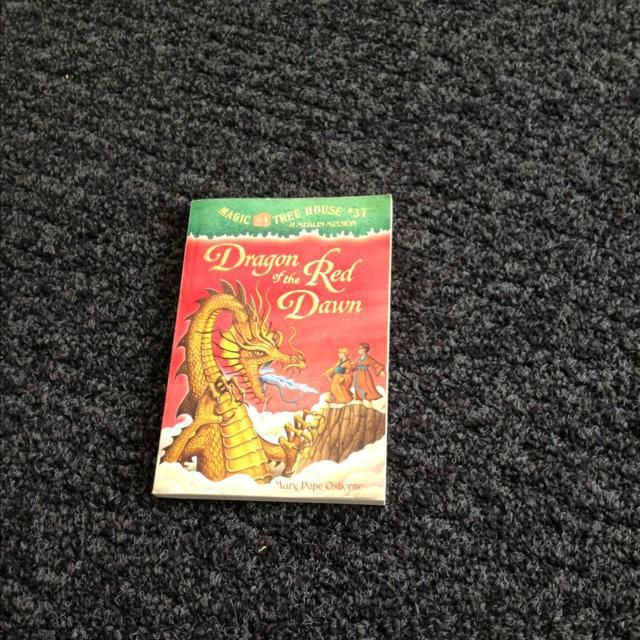 MAGIC TREE HOUSE #37
A MERLIN MISSION
Dragon
of the Red
Dawn
Mary Pope Osborne